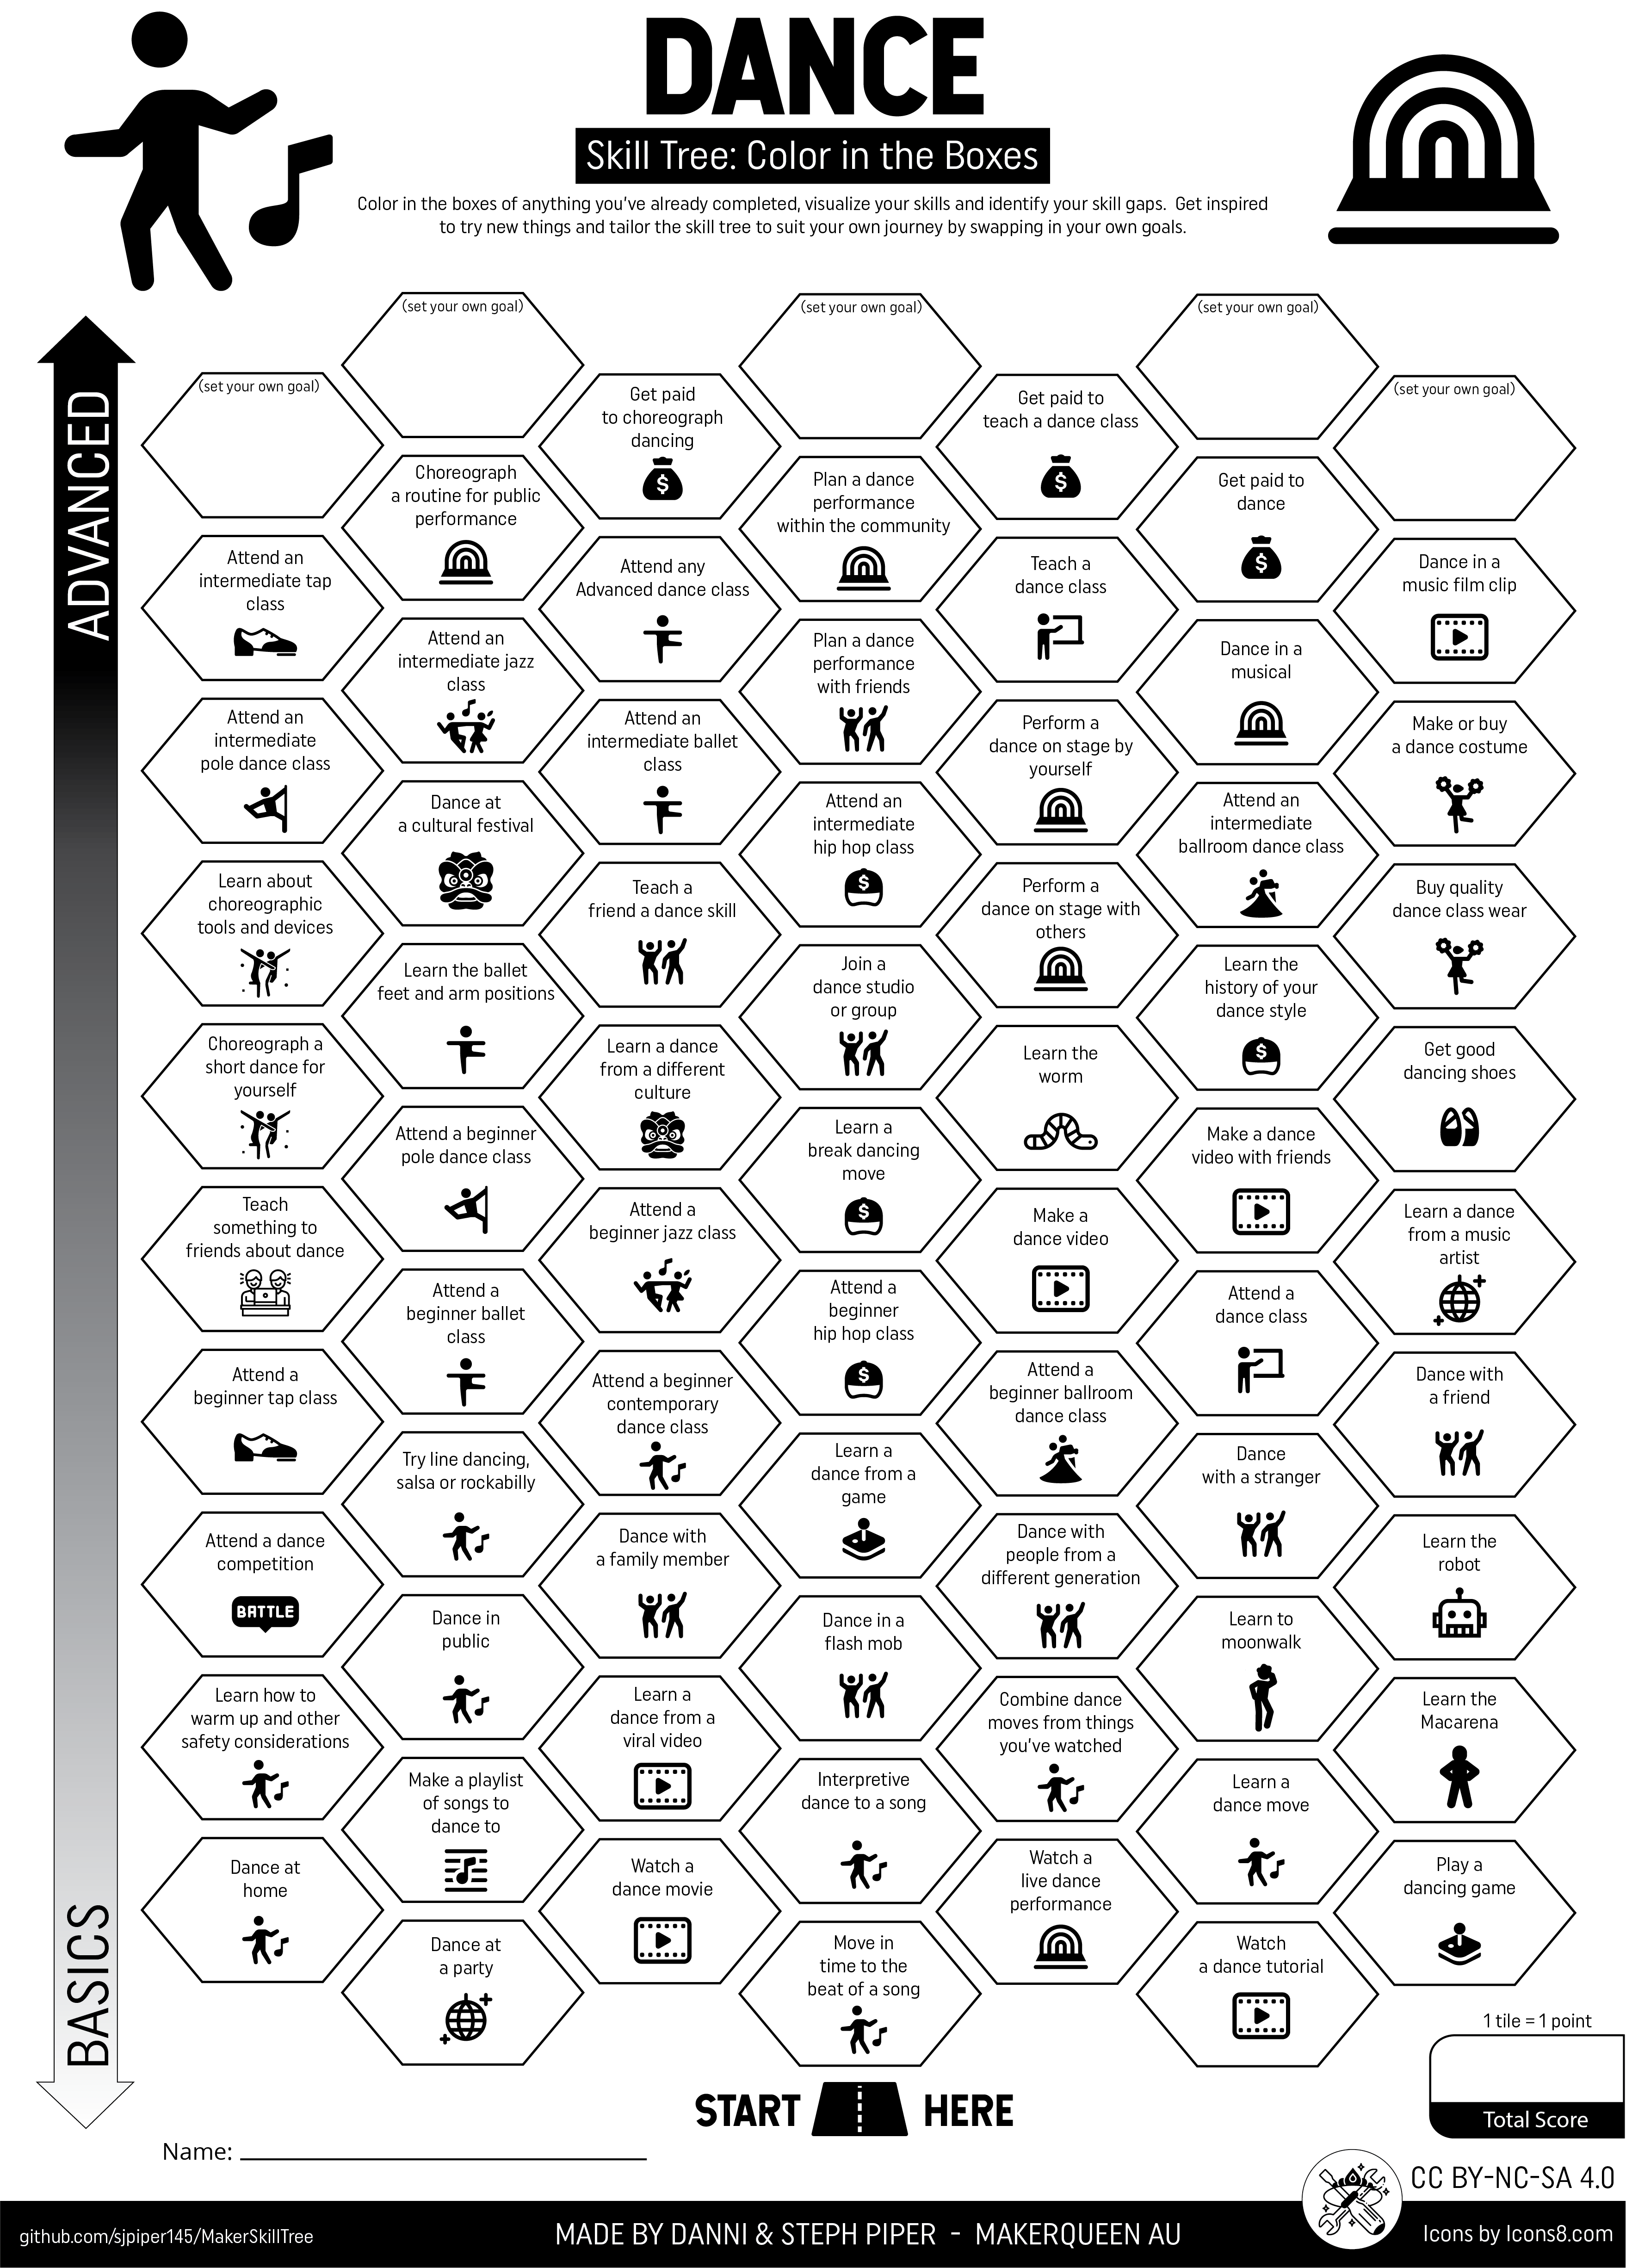 DANCE
Skill Tree: Color in the Boxes
Color in the boxes of anything you've already completed, visualize your skills and identify your skill gaps. Get inspired
to try new things and tailor the skill tree to suit your own journey by swapping in your own goals.
ADVANCED
BASICS
(set your own goal)
(set your own goal)
(set your own goal)
(set your own goal)
(set your own goal)
Get paid
to choreograph
dancing
Get paid to
teach a dance class
Choreograph
a routine for public
performance
Plan a dance
performance
within the community
Get paid to
dance
Attend an
intermediate tap
class
Attend any
Advanced dance class
Teach a
dance class
Dance in a
music film clip
Attend an
intermediate jazz
class
Plan a dance
performance
with friends
Dance in a
musical
Attend an
intermediate
pole dance class
Attend an
intermediate ballet
class
Perform a
dance on stage by
yourself
Make or buy
a dance costume
Dance at
a cultural festival
Attend an
intermediate
hip hop class
$
Attend an
intermediate
ballroom dance class
Learn about
choreographic
tools and devices
Teach a
friend a dance skill
Perform a
dance on stage with
others
Buy quality
dance class wear
Learn the ballet
feet and arm positions
Join a
dance studio
or group
Learn the
history of your
dance style
$
Choreograph a
short dance for
yourself
Learn a dance
from a different
culture
Learn the
worm
Get good
dancing shoes
Attend a beginner
pole dance class
Learn a
break dancing
move
$
Make a dance
video with friends
Teach
something to
friends about dance
Attend a
beginner jazz class
Make a
dance video
Learn a dance
from a music
artist
Attend a
beginner ballet
class
Attend a
beginner
hip hop class
$
Attend a
dance class
Attend a
beginner tap class
Attend a beginner
contemporary
dance class
Attend a
beginner ballroom
dance class
Dance with
a friend
Try line dancing,
salsa or rockabilly
Learn a
dance from a
game
Dance
with a stranger
Attend a dance
competition
BATTLE
Dance with
a family member
Dance with
people from a
different generation
Learn the
robot
Dance in
public
Dance in a
flash mob
Learn to
moonwalk
Learn how to
warm up and other
safety considerations
Learn a
dance from a
viral video
Combine dance
moves from things
you've watched
Learn the
Macarena
Make a playlist
of songs to
dance to
Interpretive
dance to a song
Learn a
dance move
Dance at
home
Watch a
dance movie
Watch a
live dance
performance
Play a
dancing game
Dance at
a party
Move in
time to the
beat of a song
Watch
a dance tutorial
1 tile = 1 point
Total Score
START HERE
Name:
CC BY-NC-SA 4.0
github.com/sjpiper145/MakerSkillTree
MADE BY DANNI & STEPH PIPER - MAKERQUEEN AU
Icons by Icons8.com